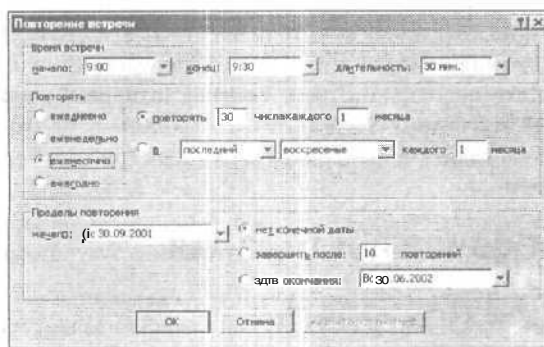 Повторение встречи
Время встречи
начало: 9:00 конец: 9:30 длительность: 30 мин.
Повторять
ежедневно
повторять 30 числа каждого 1 месяца
еженедельно
в последний воскресенье каждого 1 месяца
ежемесячно
ежегодно
Пределы повторения
начало: 30.09.2001 нет конечной даты
завершить после: 10 повторений
здтв окончания: Вс 30.06.2002
OK Отмена